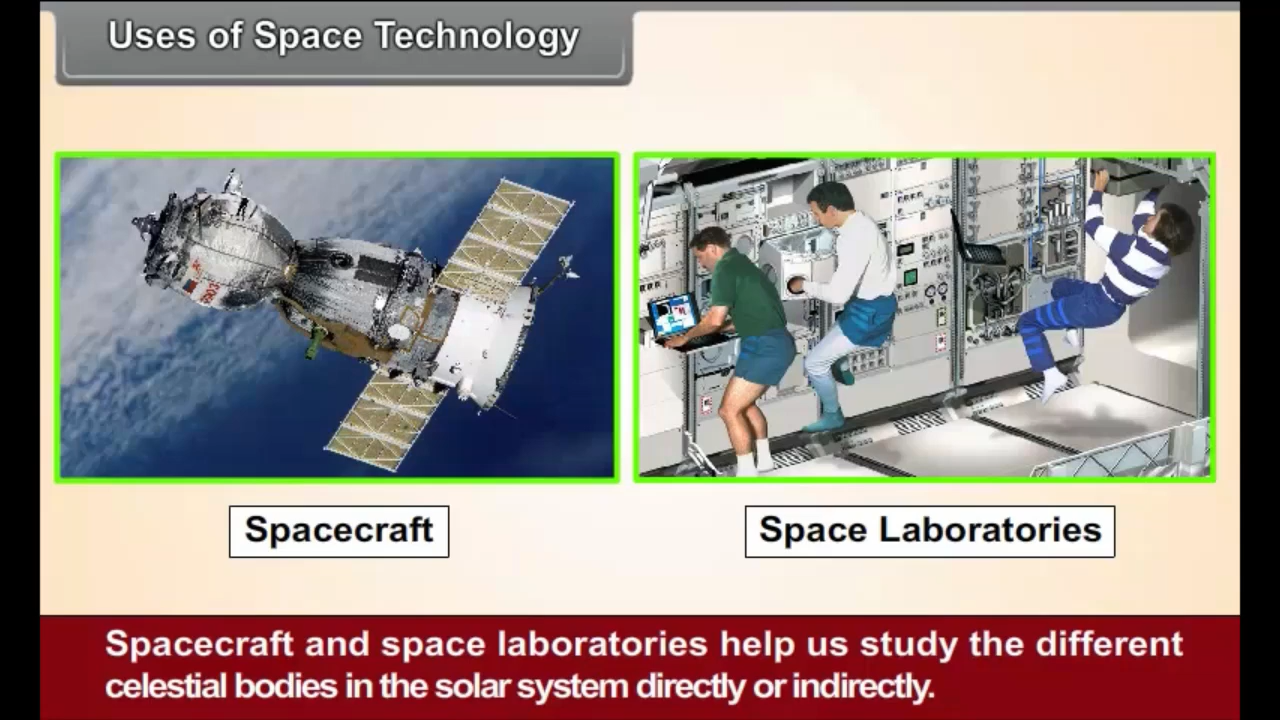 Uses of Space Technology
Spacecraft
Space Laboratories
Spacecraft and space laboratories help us study the different
celestial bodies in the solar system directly or indirectly.